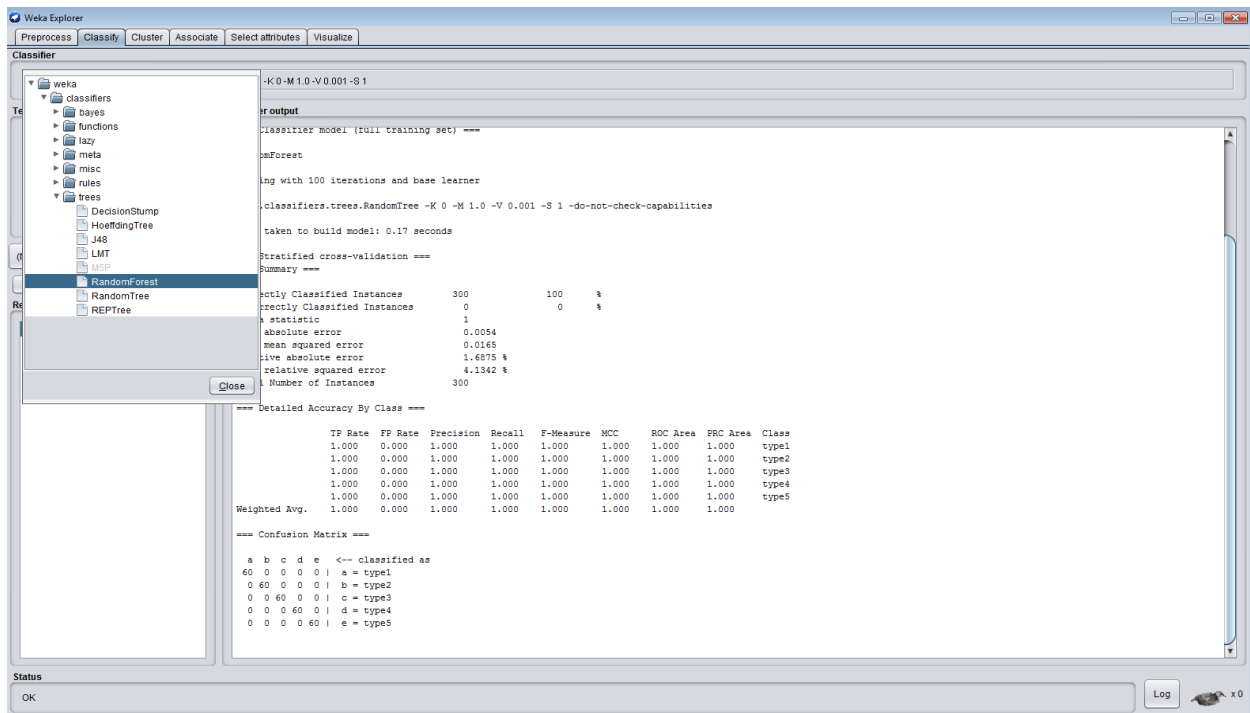 Weka Explorer
Preprocess Classify Cluster Associate Select attributes Visualize
Classifier
-K 0 -M 1.0 -V 0.001 -S 1
weka
classifiers
bayes
functions
lazy
meta
misc
rules
trees
DecisionStump
HoeffdingTree
J48
LMT
M5P
RandomForest
RandomTree
REPTree
Close
Te
(N
Re
er output
Classifier model (full training set) ===
omForest
ing with 100 iterations and base learner
.classifiers.trees.RandomTree -K 0 -M 1.0 -V 0.001 -S 1 -do-not-check-capabilities
taken to build model: 0.17 seconds
Stratified cross-validation ===
Summary ===
ectly Classified Instances 300 100 %
rrectly Classified Instances 0 0 %
a statistic 1
absolute error 0.0054
mean squared error 0.0165
tive absolute error 1.6875 %
relative squared error 4.1342 %
l Number of Instances 300
=== Detailed Accuracy By Class ===
TP Rate FP Rate Precision Recall F-Measure MCC ROC Area PRC Area Class
1.000 0.000 1.000 1.000 1.000 1.000 1.000 1.000 type1
1.000 0.000 1.000 1.000 1.000 1.000 1.000 1.000 type2
1.000 0.000 1.000 1.000 1.000 1.000 1.000 1.000 type3
1.000 0.000 1.000 1.000 1.000 1.000 1.000 1.000 type4
1.000 0.000 1.000 1.000 1.000 1.000 1.000 1.000 type5
Weighted Avg. 1.000 0.000 1.000 1.000 1.000 1.000 1.000 1.000
=== Confusion Matrix ===
a b c d e <-- classified as
60 0 0 0 0 | a = type1
0 60 0 0 0 | b = type2
0 0 60 0 0 | c = type3
0 0 0 60 0 | d = type4
0 0 0 0 60 | e = type5
Status
OK
Log
x 0